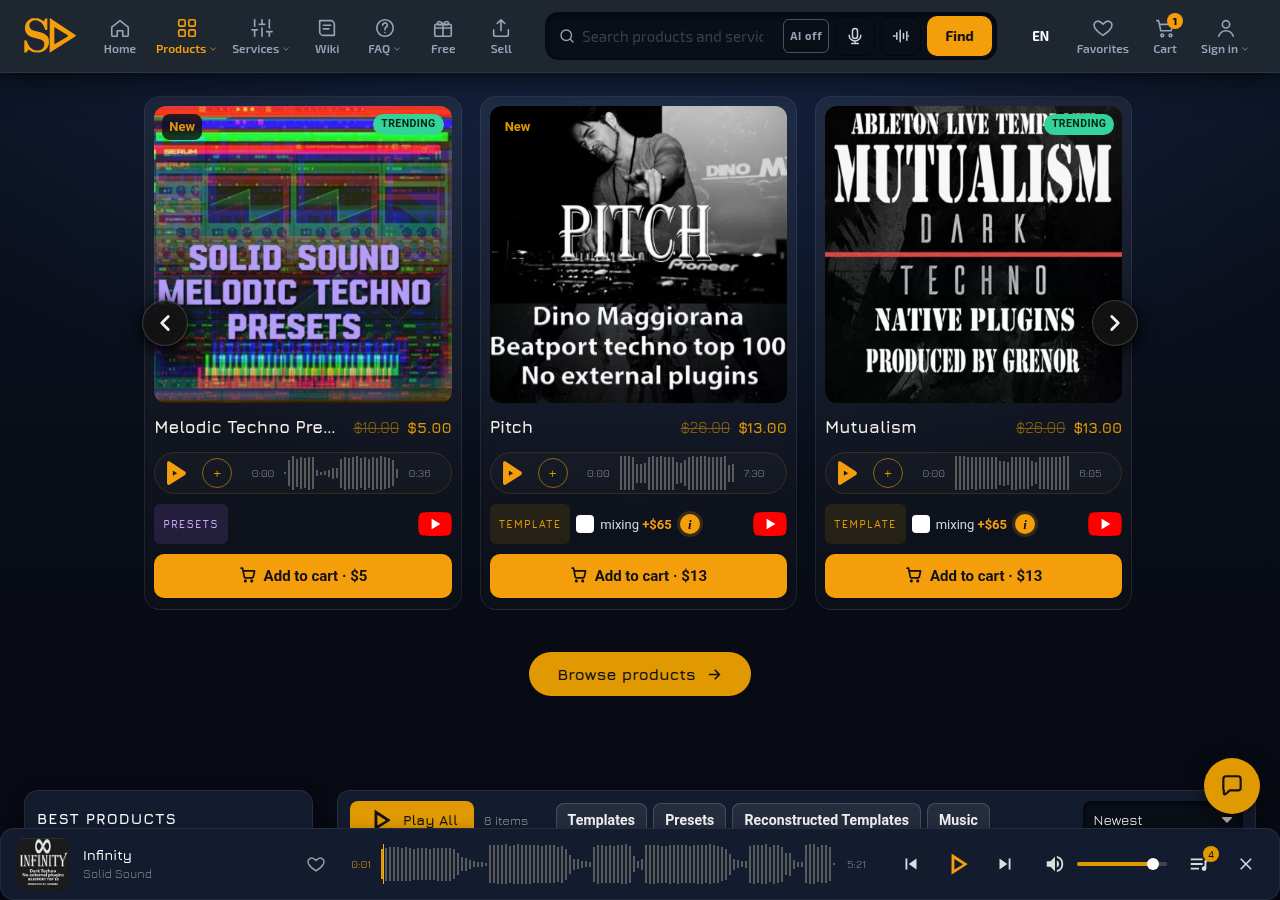 SD
Home
Products
Services
Wiki
FAQ
Free
Sell
Search products and servic
AI off
Find
EN
Favorites
1
Cart
Sign in
New
TRENDING
SERUM
SOLID SOUND
MELODIC TECHNO
PRESETS
Melodic Techno Pre...
$10.00 $5.00
+
0:00
0:36
PRESETS
Add to cart · $5
New
DINO M
PITCH
Pioneer
Dino Maggiorana
Beatport techno top 100
No external plugins
Pitch
$26.00 $13.00
+
0:00
7:30
TEMPLATE
mixing +$65
i
Add to cart · $13
ABLETON LIVE TEMP
TRENDING
MUTUALISM
DARK
TECHNO
NATIVE PLUGINS
PRODUCED BY GRENOR
Mutualism
$26.00 $13.00
+
0:00
6:05
TEMPLATE
mixing +$65
i
Add to cart · $13
Browse products
BEST PRODUCTS
Play All
8 items
Templates
Presets
Reconstructed Templates
Music
Newest
INFINITY
Infinity
Solid Sound
0:01
5:21
4